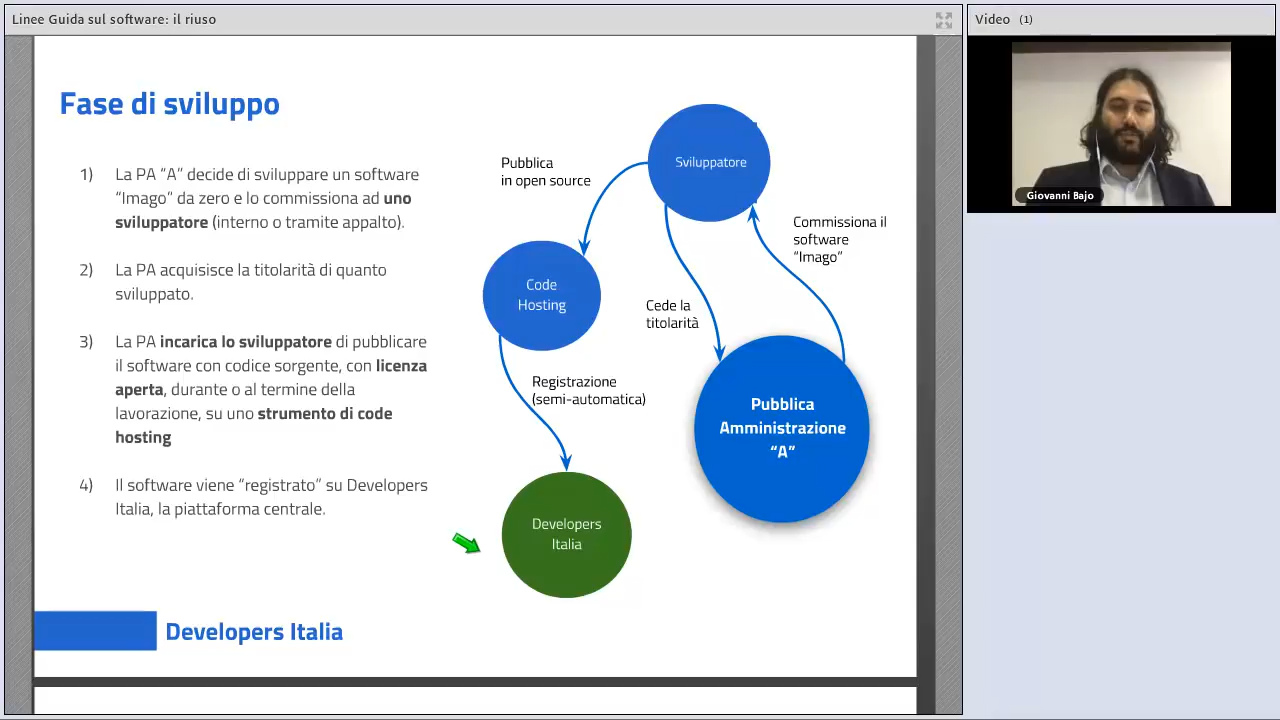 Linee Guida sul software: il riuso
Video (1)
Giovanni Bajo
Fase di sviluppo
1) La PA “A” decide di sviluppare un software
“Imago” da zero e lo commissiona ad uno
sviluppatore (interno o tramite appalto).
2) La PA acquisisce la titolarità di quanto
sviluppato.
3) La PA incarica lo sviluppatore di pubblicare
il software con codice sorgente, con licenza
aperta, durante o al termine della
lavorazione, su uno strumento di code
hosting
4) Il software viene “registrato” su Developers
Italia, la piattaforma centrale.
Sviluppatore
Pubblica
in open source
Commissiona il
software
“Imago”
Code
Hosting
Cede la
titolarità
Registrazione
(semi-automatica)
Pubblica
Amministrazione
“A”
Developers
Italia
Developers Italia